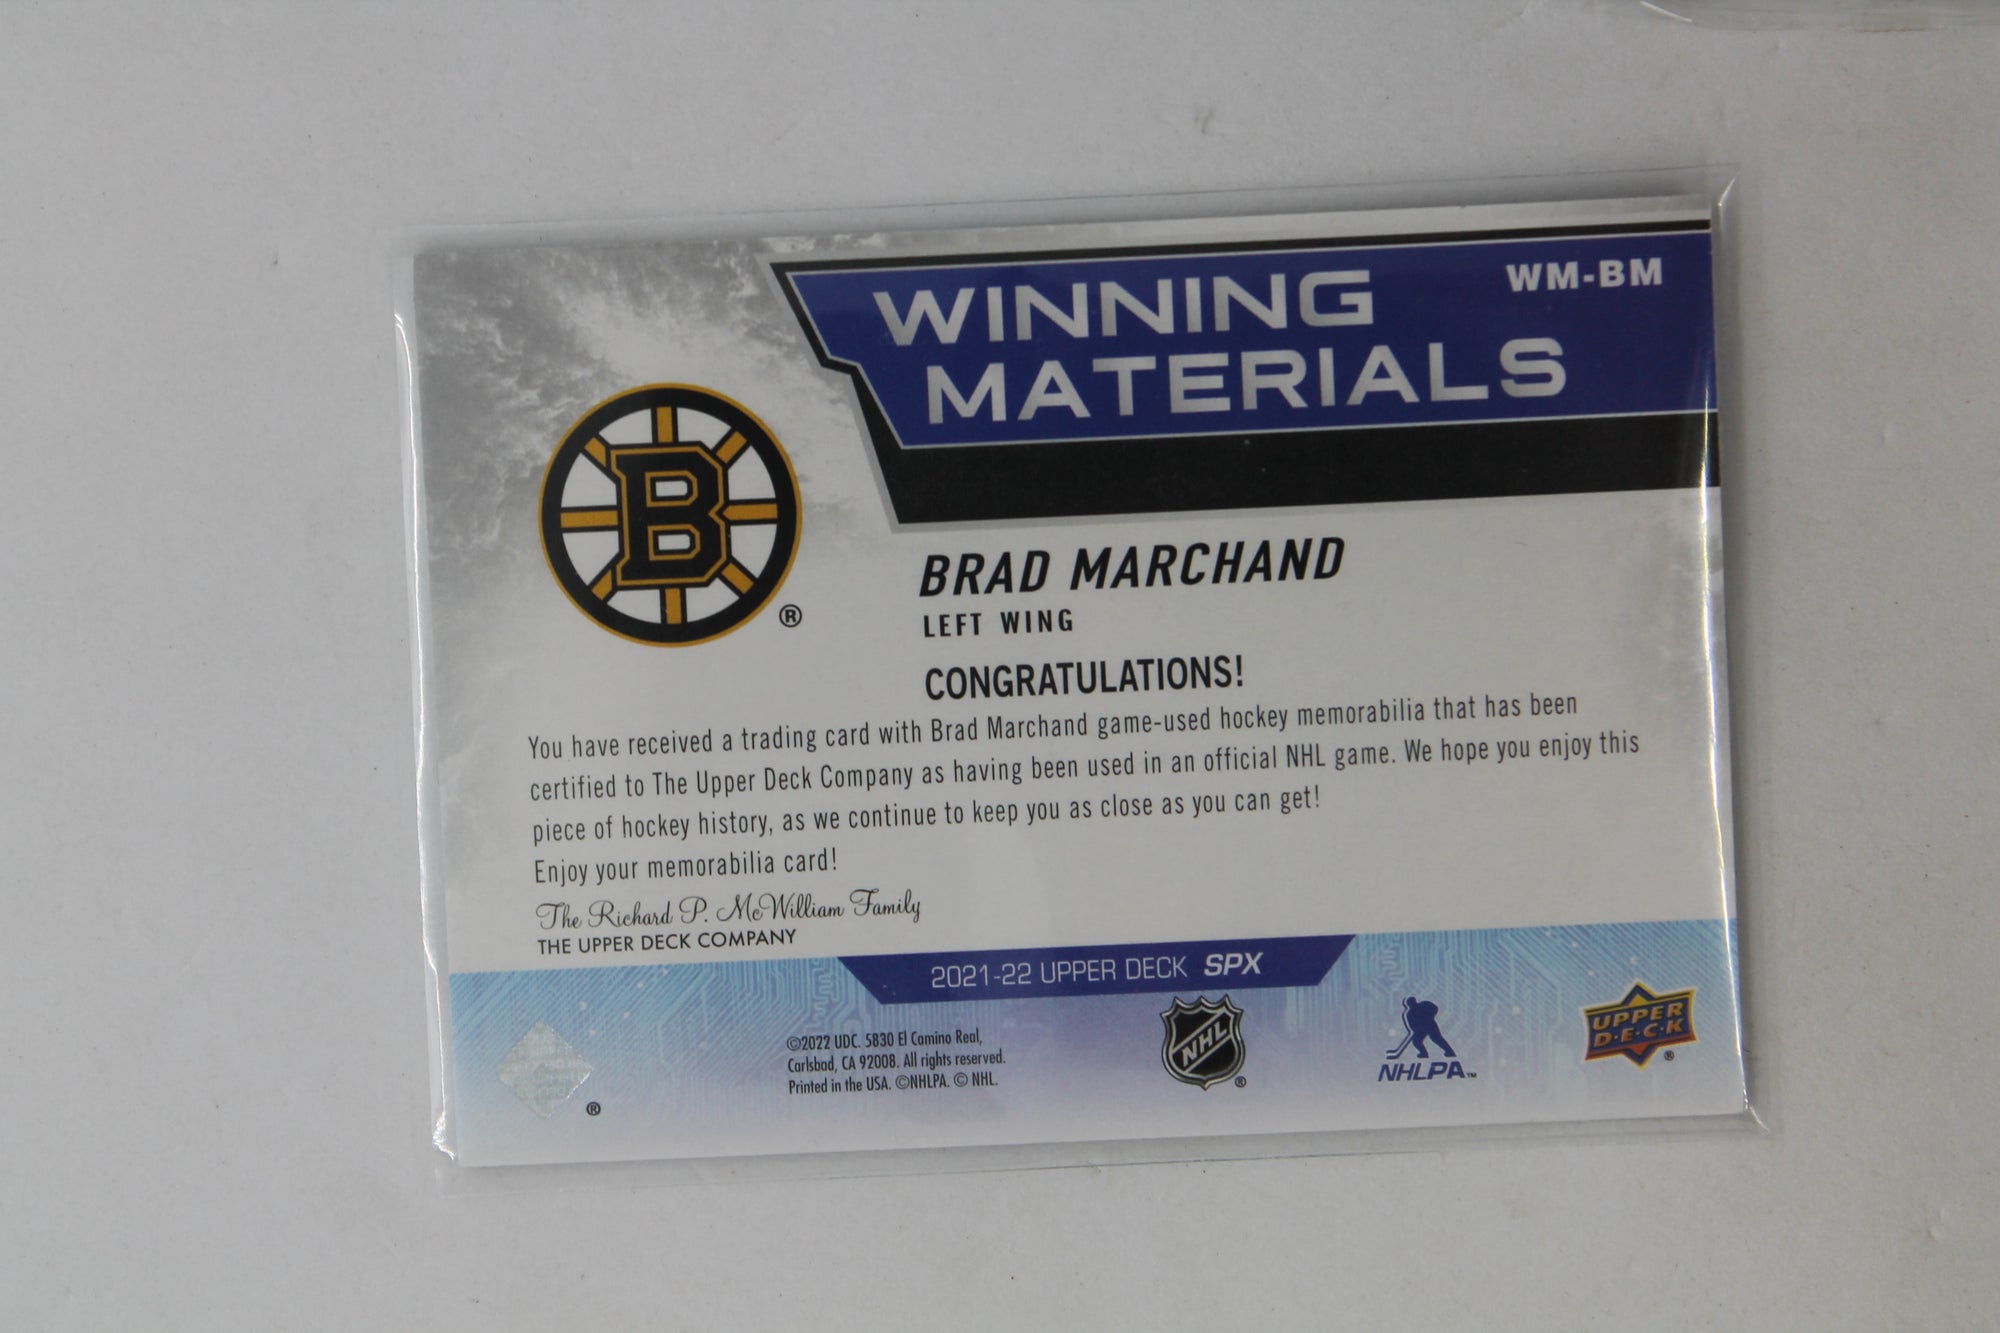 WINNING
MATERIALS
WM-BM
B
®
BRAD MARCHAND
LEFT WING
CONGRATULATIONS!
You have received a trading card with Brad Marchand game-used hockey memorabilia that has been
certified to The Upper Deck Company as having been used in an official NHL game. We hope you enjoy this
piece of hockey history, as we continue to keep you as close as you can get!
Enjoy your memorabilia card!
The Richard P. McWilliam Family
THE UPPER DECK COMPANY
2021-22 UPPER DECK SPX
©2022 UDC. 5830 El Camino Real,
Carlsbad, CA 92008. All rights reserved.
Printed in the USA. ©NHLPA. © NHL.
®
NHL
®
NHLPA™
UPPER
D·E·C·K
®